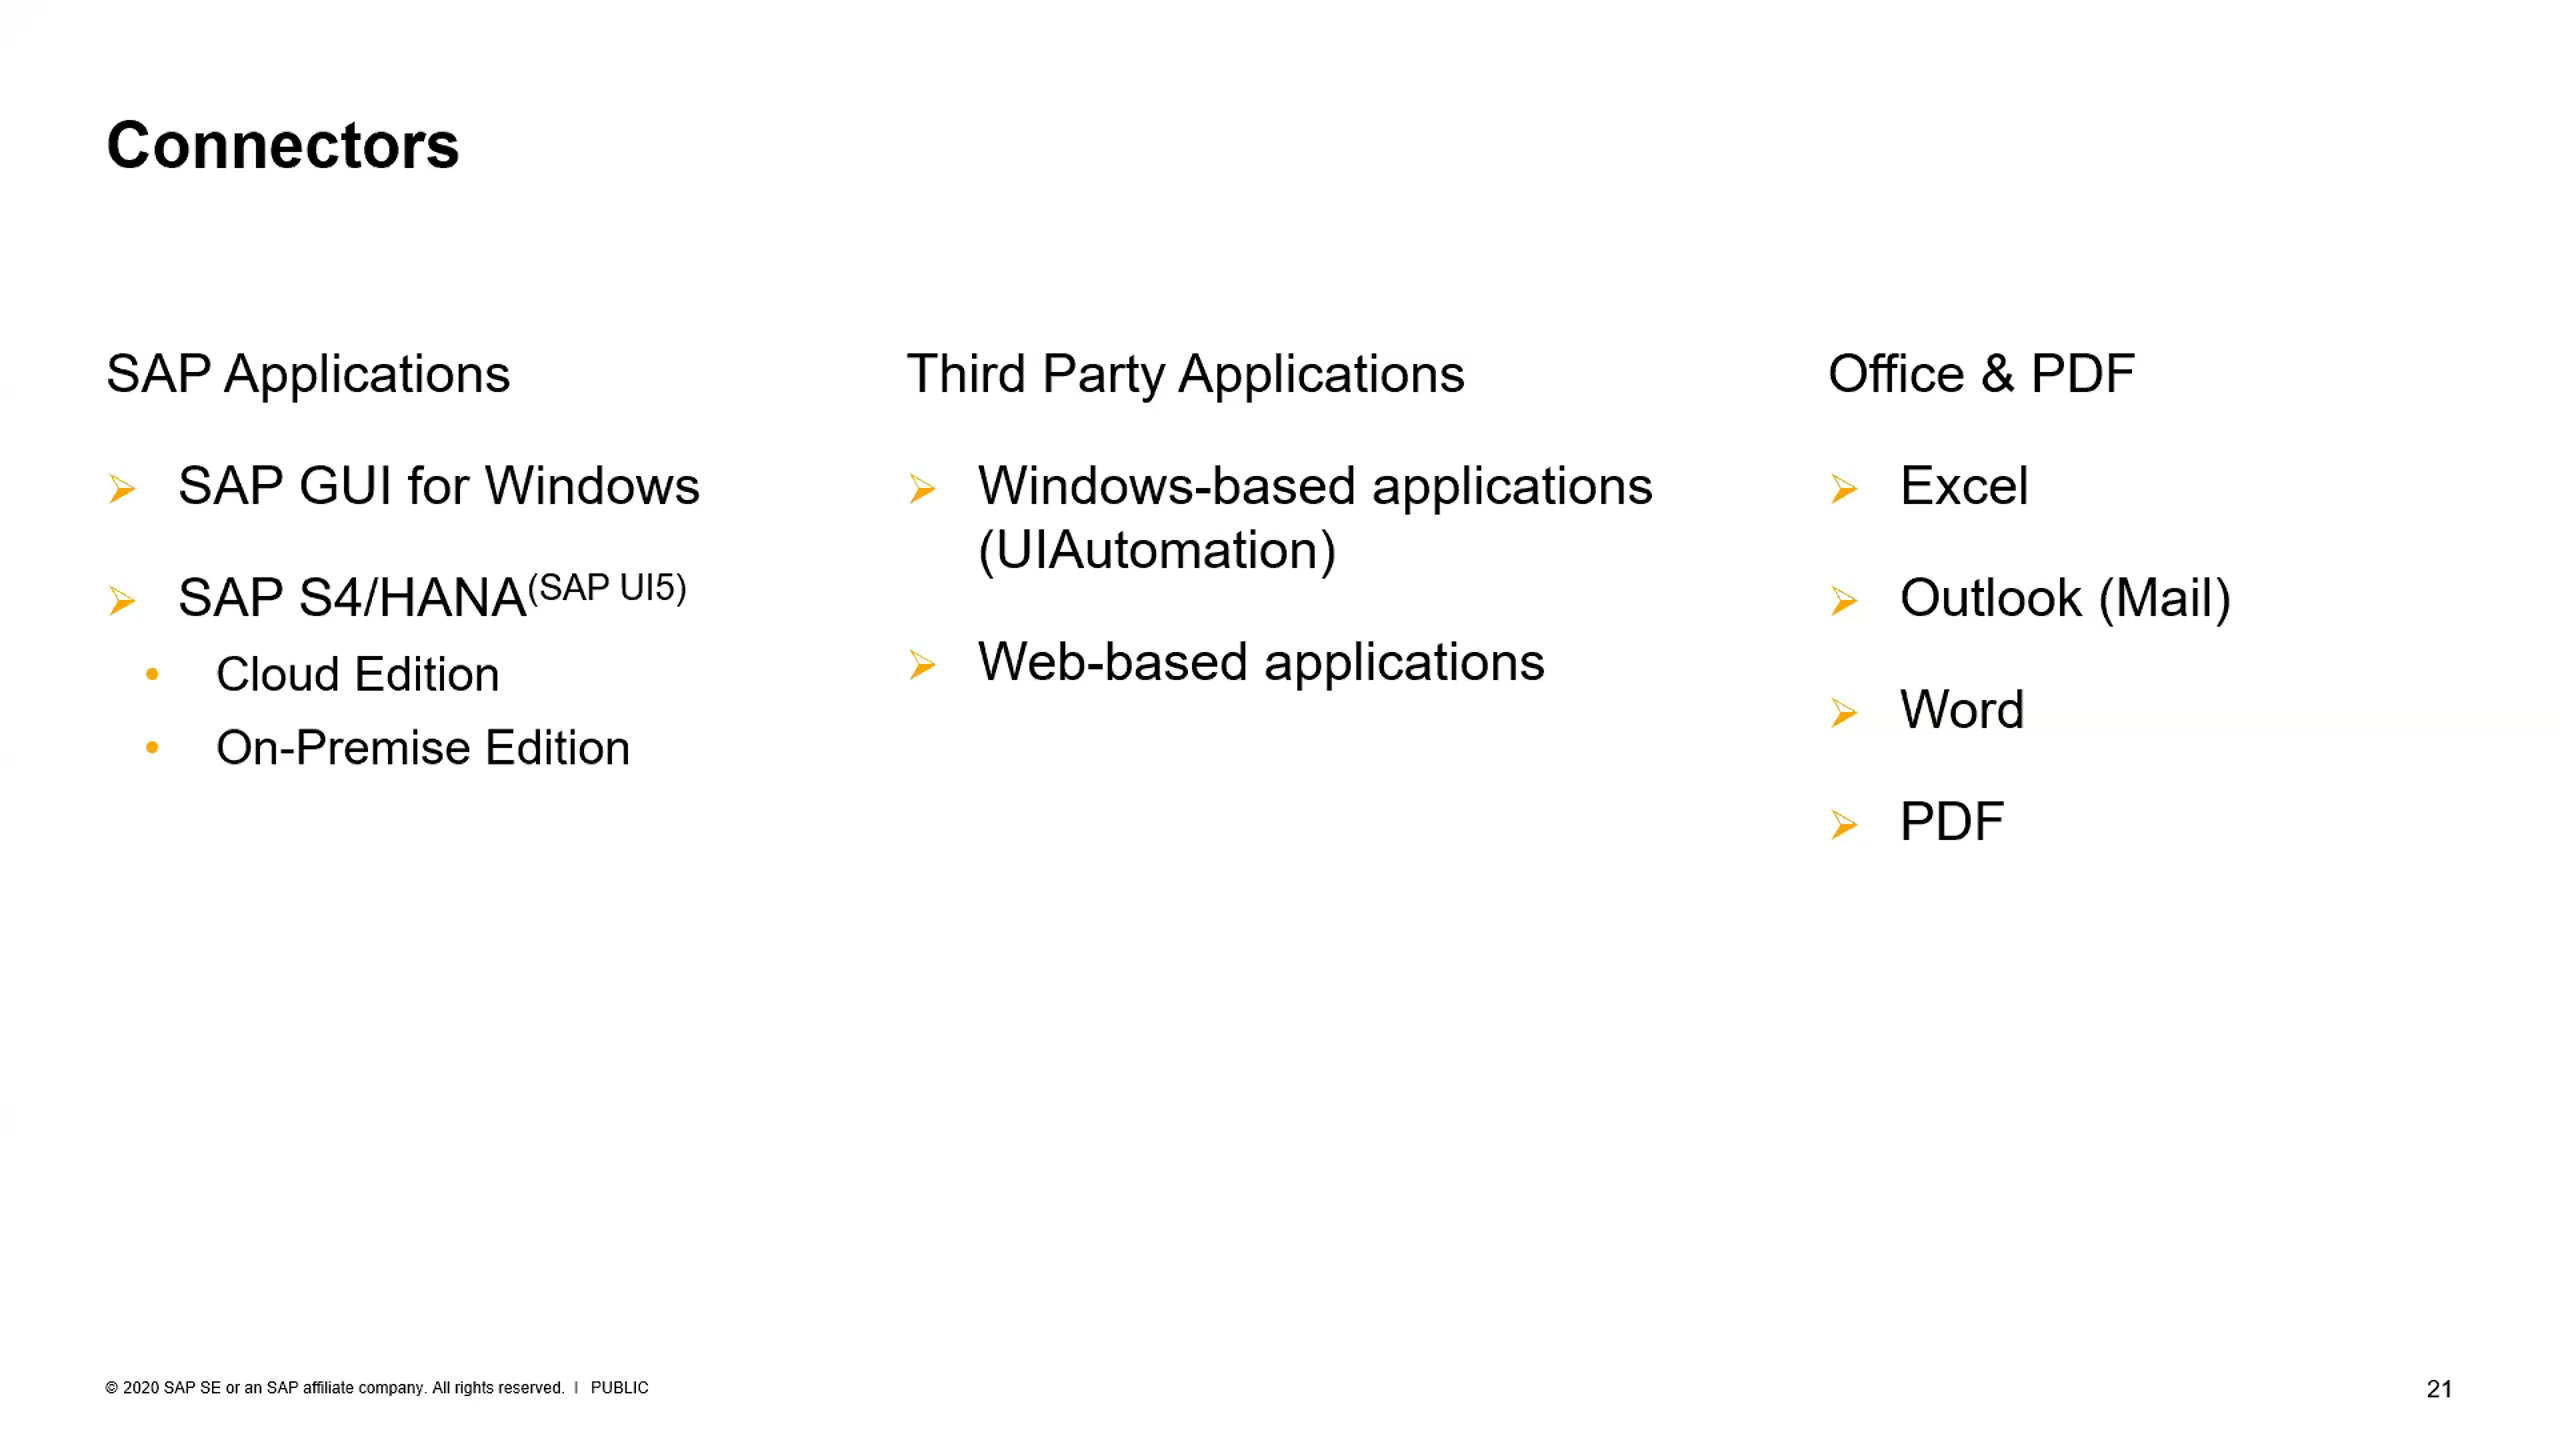 Connectors
SAP Applications
SAP GUI for Windows
SAP S4/HANA(SAP UI5)
Cloud Edition
On-Premise Edition
Third Party Applications
Windows-based applications
(UIAutomation)
Web-based applications
Office & PDF
Excel
Outlook (Mail)
Word
PDF
© 2020 SAP SE or an SAP affiliate company. All rights reserved. | PUBLIC
21